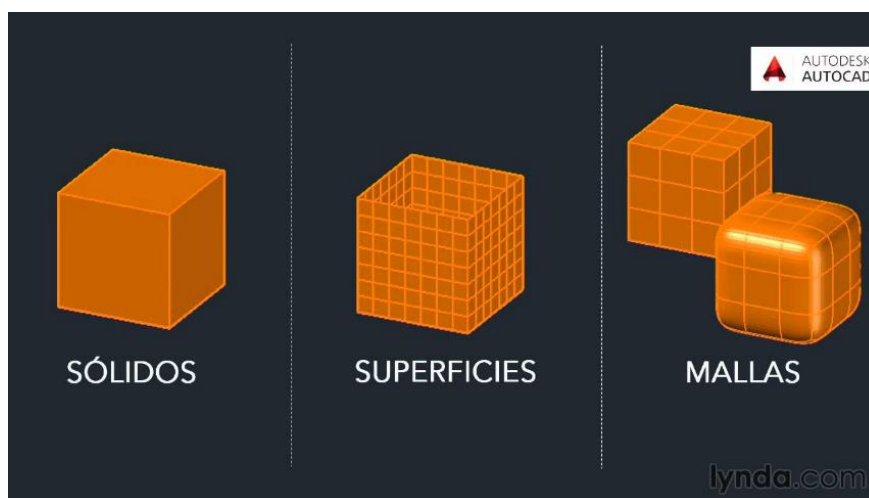 AUTODESK
AUTOCAD
SÓLIDOS
SUPERFICIES
MALLAS
lynda.com